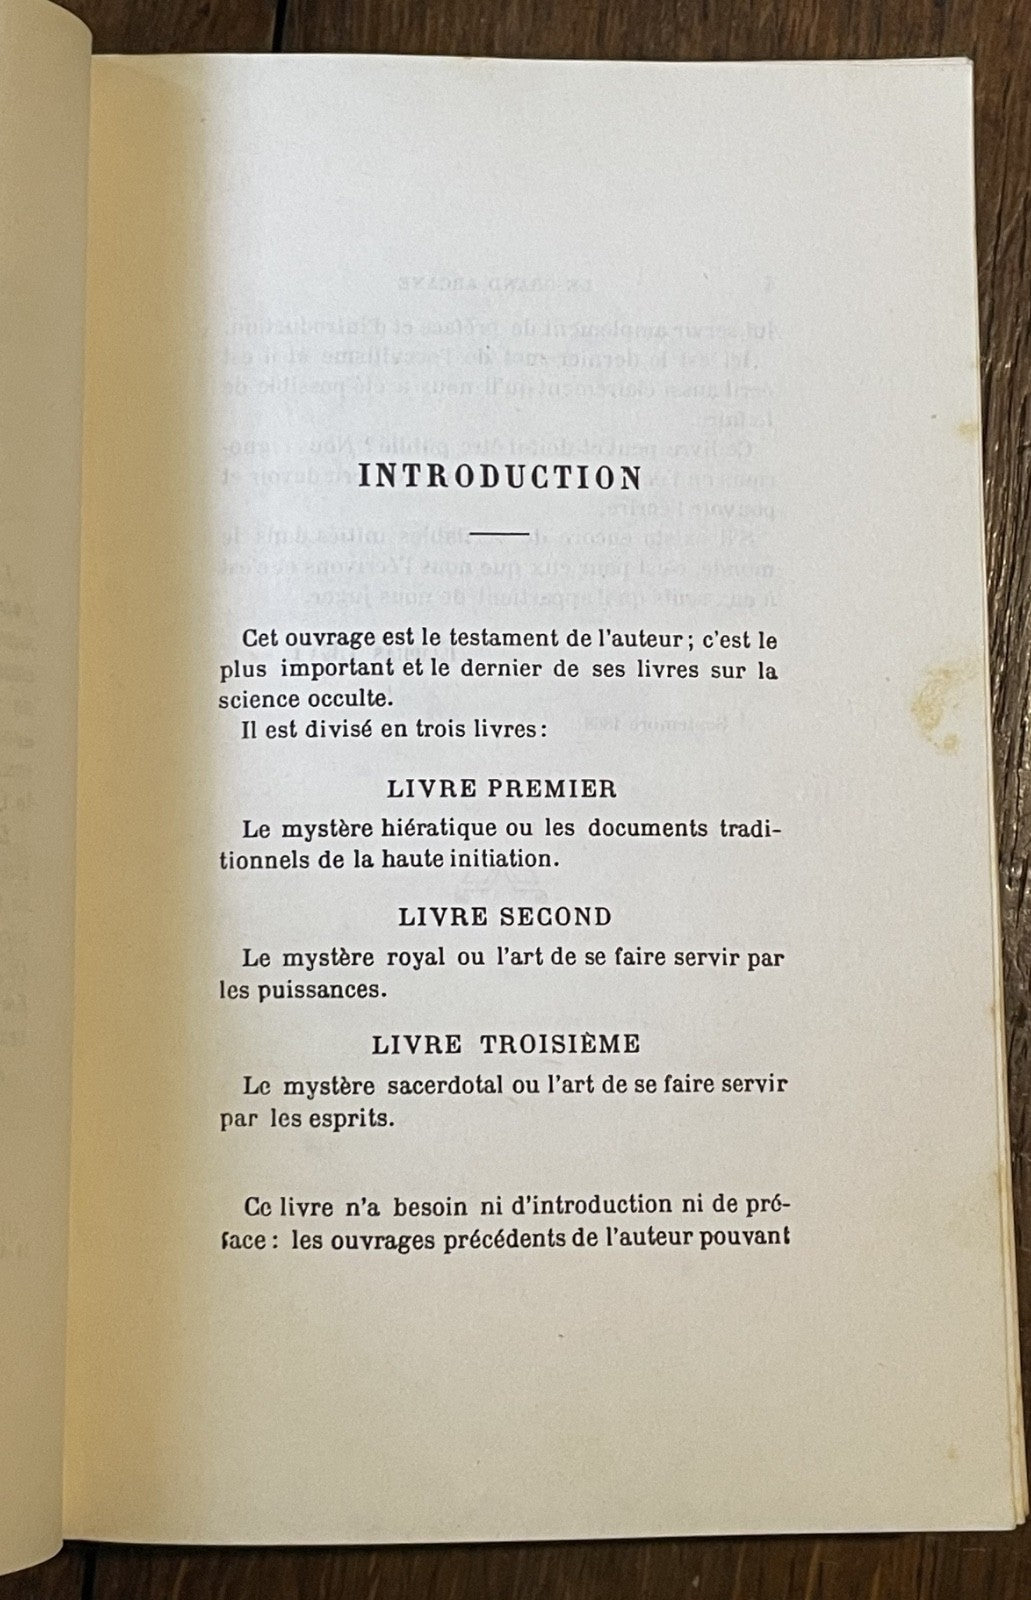 INTRODUCTION
Cet ouvrage est le testament de l'auteur ; c'est le
plus important et le dernier de ses livres sur la
science occulte.
Il est divisé en trois livres :
LIVRE PREMIER
Le mystère hiératique ou les documents tradi-
tionnels de la haute initiation.
LIVRE SECOND
Le mystère royal ou l'art de se faire servir par
les puissances.
LIVRE TROISIÈME
Le mystère sacerdotal ou l'art de se faire servir
par les esprits.
Ce livre n'a besoin ni d'introduction ni de pré-
face : les ouvrages précédents de l'auteur pouvant